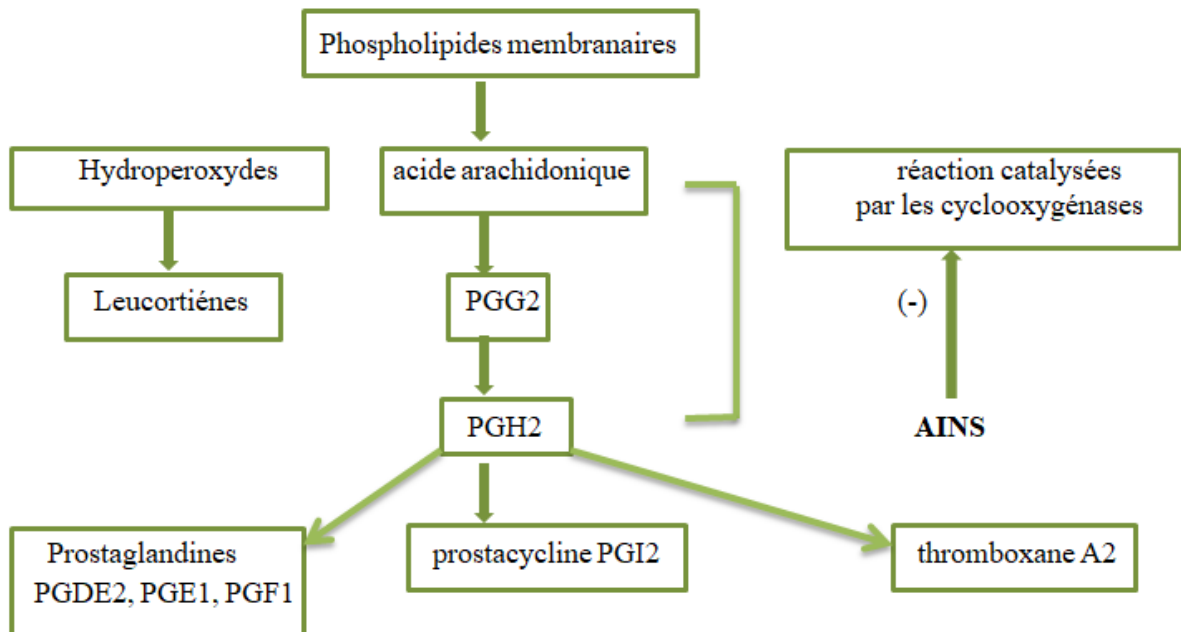 Phospholipides membranaires
Hydroperoxydes
acide arachidonique
réaction catalysées
par les cyclooxygénases
Leucortiénes
PGG2
(-)
PGH2
AINS
Prostaglandines
PGDE2, PGE1, PGF1
prostacycline PGI2
thromboxane A2